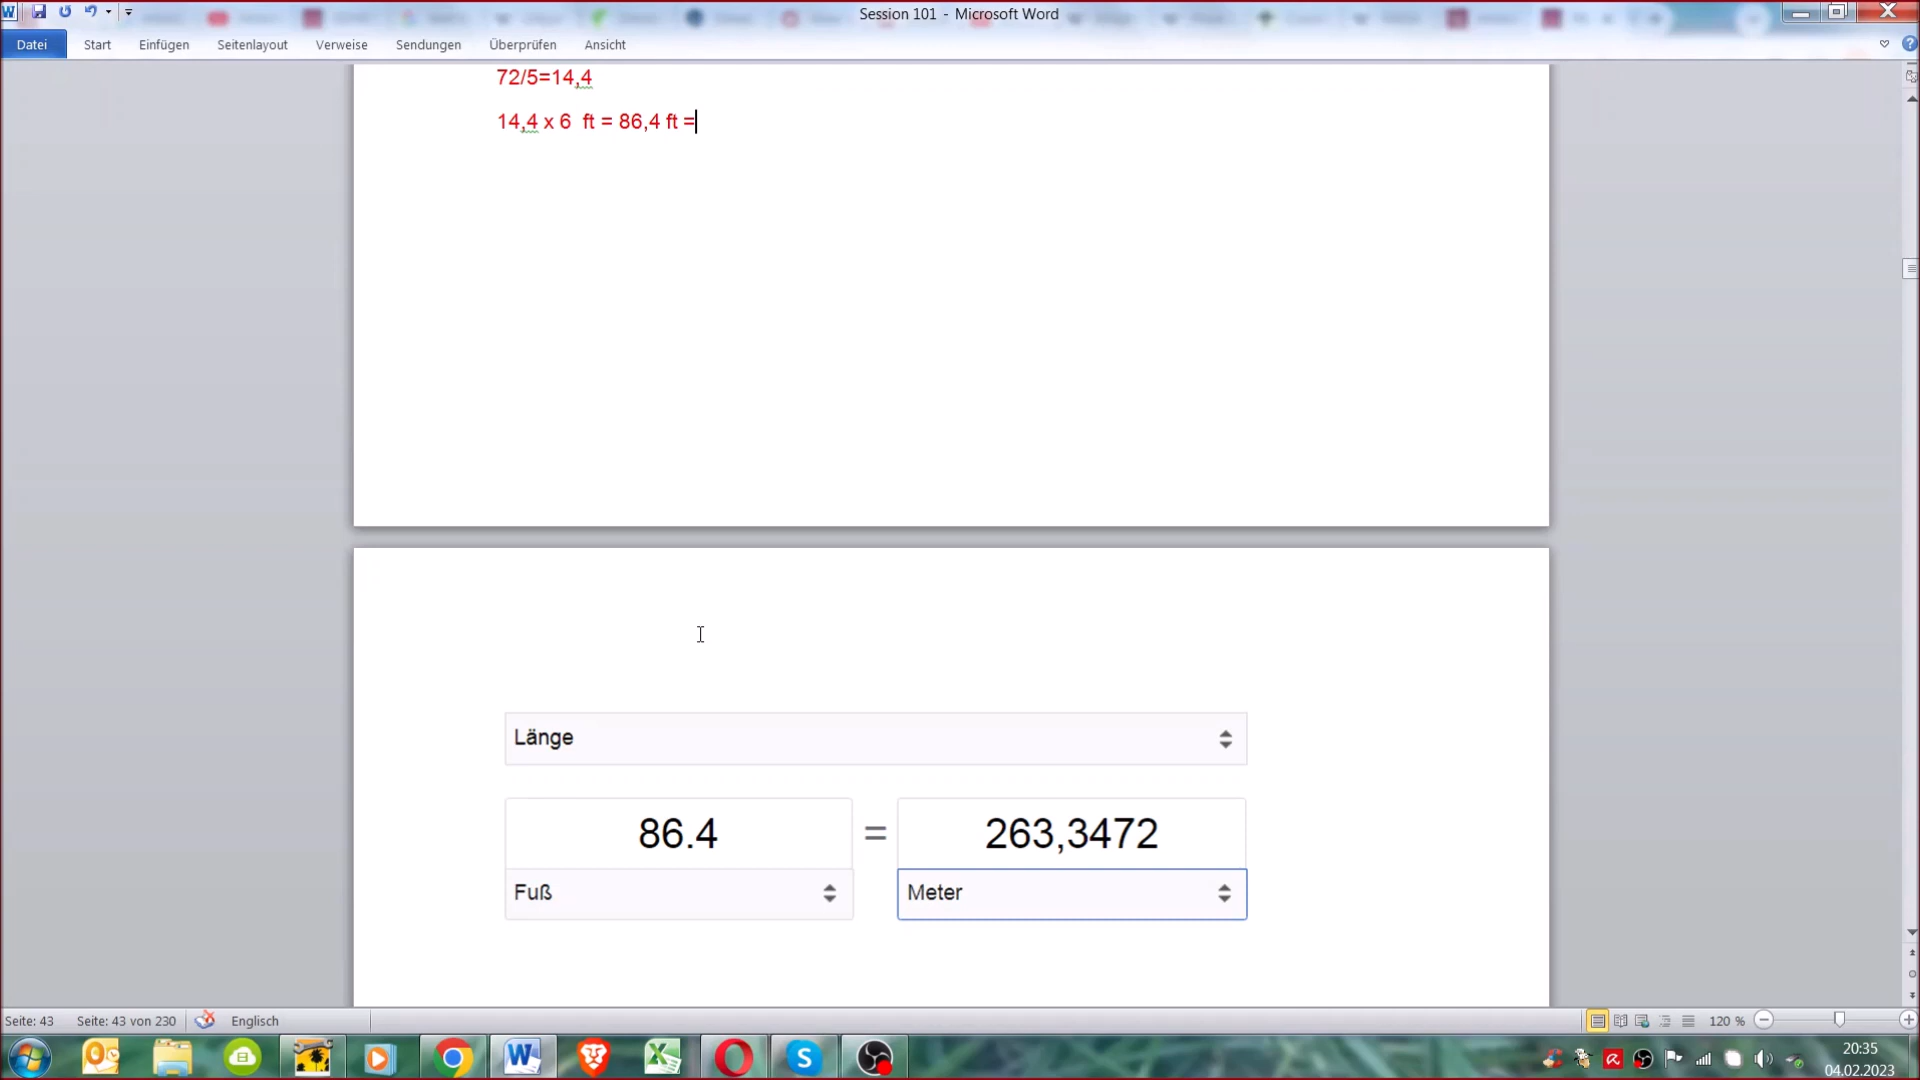 Session 101 - Microsoft Word
Datei Start Einfügen Seitenlayout Verweise Sendungen Überprüfen Ansicht
72/5=14,4
14,4 x 6 ft = 86,4 ft =
Länge
86.4 = 263,3472
Fuß Meter
Seite: 43 Seite: 43 von 230 Englisch 120 %
20:35
04.02.2023